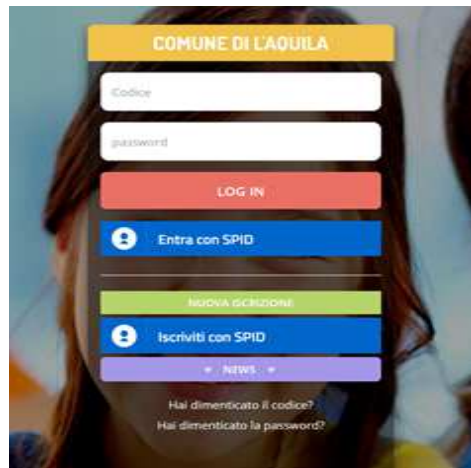 COMUNE DI L'AQUILA
Codice
password
LOG IN
Entra con SPID
NUOVA ISCRIZIONE
Iscriviti con SPID
NEWS
Hai dimenticato il codice?
Hai dimenticato la password?